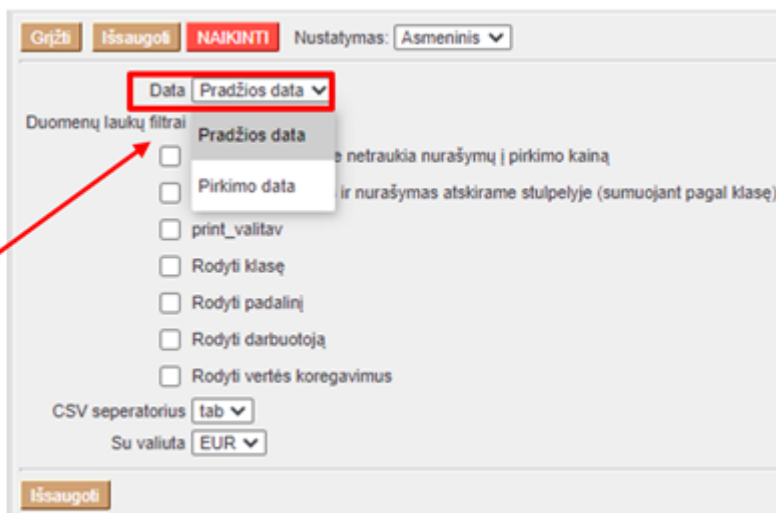 Grįžti Išsaugoti NAIKINTI Nustatymas: Asmeninis
Data Pradžios data
Duomenų laukų filtrai
Pradžios data
netraukia nurašymų į pirkimo kainą
Pirkimo data
ir nurašymas atskirame stulpelyje (sumuojant pagal klasę)
print_valitav
Rodyti klasę
Rodyti padalinį
Rodyti darbuotoją
Rodyti vertės koregavimus
CSV seperatorius tab
Su valiuta EUR
Išsaugoti